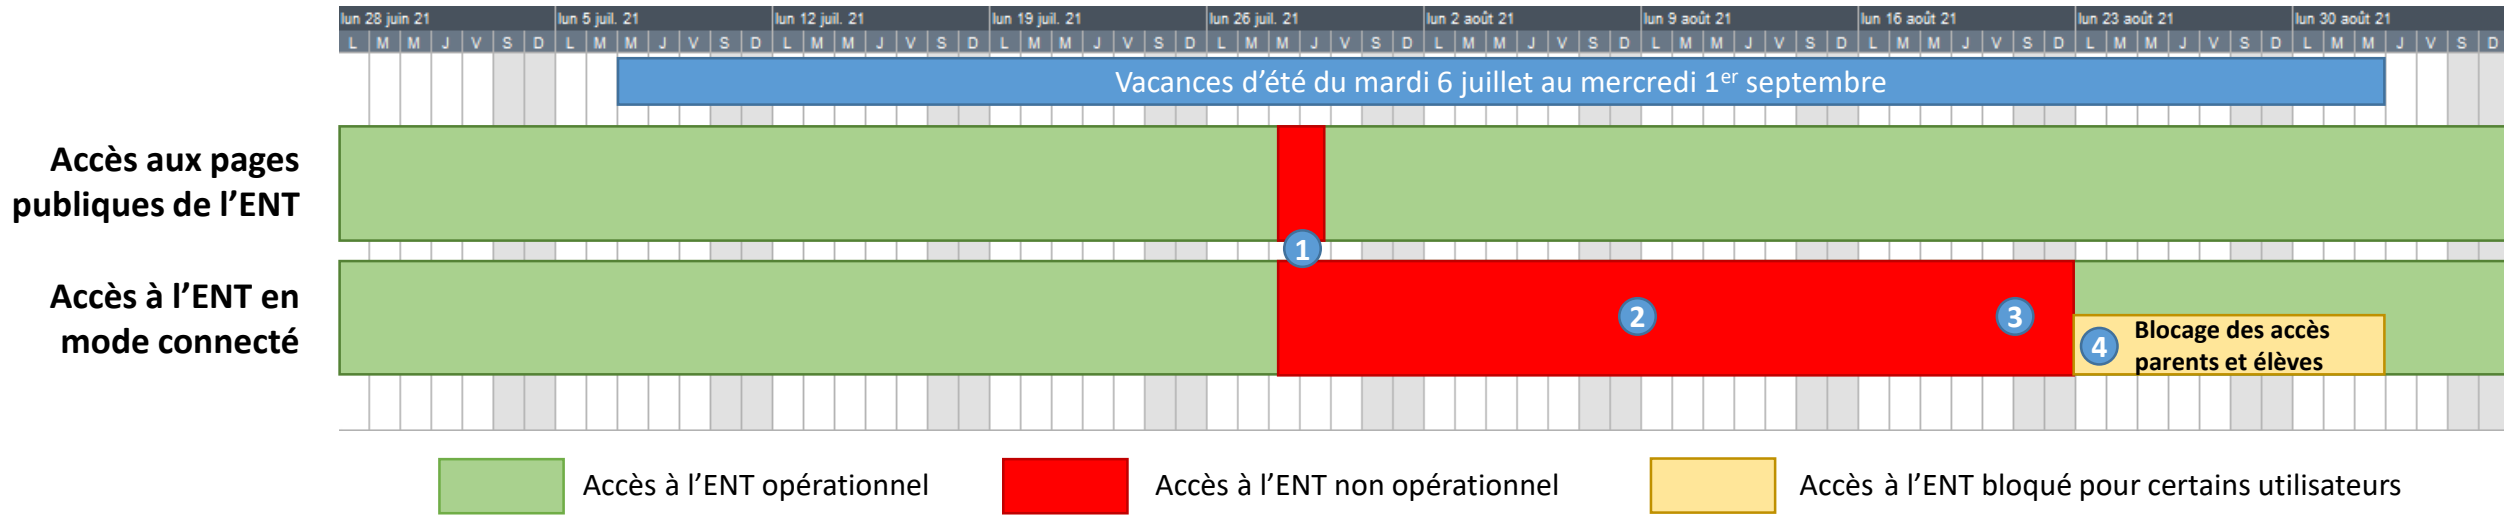 lun 28 juin 21 lun 5 juil. 21 lun 12 juil. 21 lun 19 juil. 21 lun 26 juil. 21 lun 2 août 21 lun 9 août 21 lun 16 août 21 lun 23 août 21 lun 30 août 21
L M M J V S D L M M J V S D L M M J V S D L M M J V S D L M M J V S D L M M J V S D L M M J V S D L M M J V S D L M M J V S D L M M J V S D
Vacances d’été du mardi 6 juillet au mercredi 1er septembre
Accès aux pages
publiques de l’ENT
1
Accès à l’ENT en
mode connecté
2
3
4
Blocage des accès
parents et élèves
Accès à l’ENT opérationnel
Accès à l’ENT non opérationnel
Accès à l’ENT bloqué pour certains utilisateurs